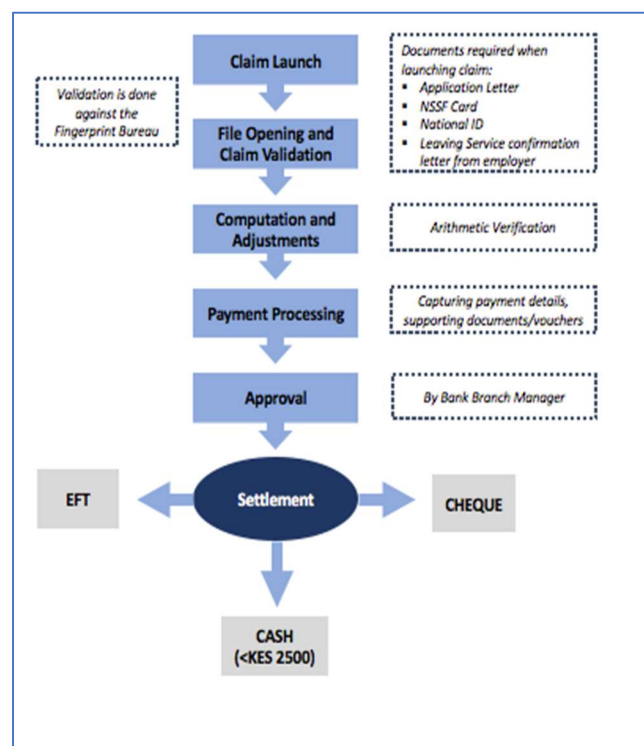 Claim Launch
Documents required when
launching claim:
▪ Application Letter
▪ NSSF Card
▪ National ID
▪ Leaving Service confirmation
letter from employer
Validation is done
against the
Fingerprint Bureau
File Opening and
Claim Validation
Computation and
Adjustments
Arithmetic Verification
Payment Processing
Capturing payment details,
supporting documents/vouchers
Approval
By Bank Branch Manager
Settlement
EFT
CHEQUE
CASH
(<KES 2500)